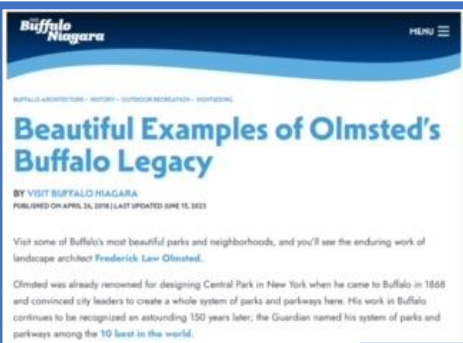 visit
Buffalo
Niagara
MENU
BUFFALO ARCHITECTURE • HISTORY • OUTDOOR RECREATION • SIGHTSEEING
Beautiful Examples of Olmsted's
Buffalo Legacy
BY VISIT BUFFALO NIAGARA
PUBLISHED ON APRIL 26, 2018 | LAST UPDATED JUNE 15, 2023
Visit some of Buffalo's most beautiful parks and neighborhoods, and you'll see the enduring work of
landscape architect Frederick Law Olmsted.
Olmsted was already renowned for designing Central Park in New York when he came to Buffalo in 1868
and convinced city leaders to create a whole system of parks and parkways here. His work in Buffalo
continues to be recognized an astounding 150 years later; the Guardian named his system of parks and
parkways among the 10 best in the world.